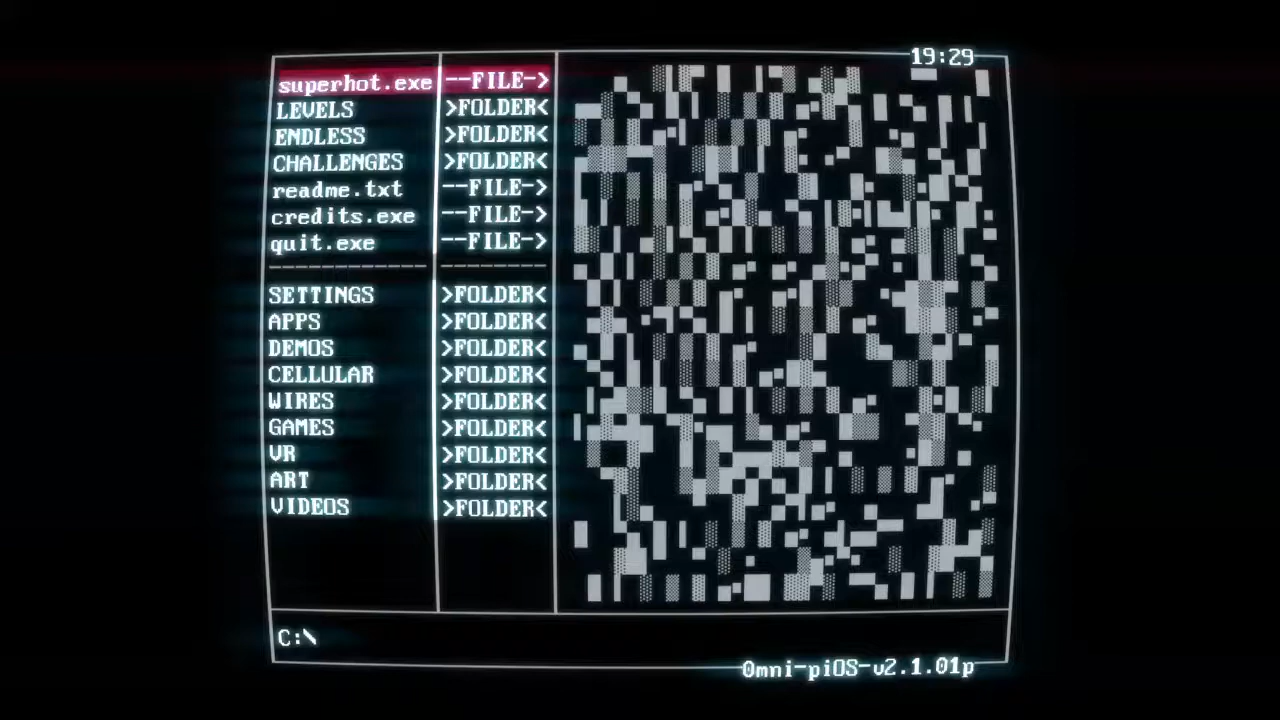 19:29
superhot.exe --FILE->
LEVELS >FOLDER<
ENDLESS >FOLDER<
CHALLENGES >FOLDER<
readme.txt --FILE->
credits.exe --FILE->
quit.exe --FILE->
SETTINGS >FOLDER<
APPS >FOLDER<
DEMOS >FOLDER<
CELLULAR >FOLDER<
WIRES >FOLDER<
GAMES >FOLDER<
VR >FOLDER<
ART >FOLDER<
VIDEOS >FOLDER<
C:\
0mni-piOS-v2.1.01p